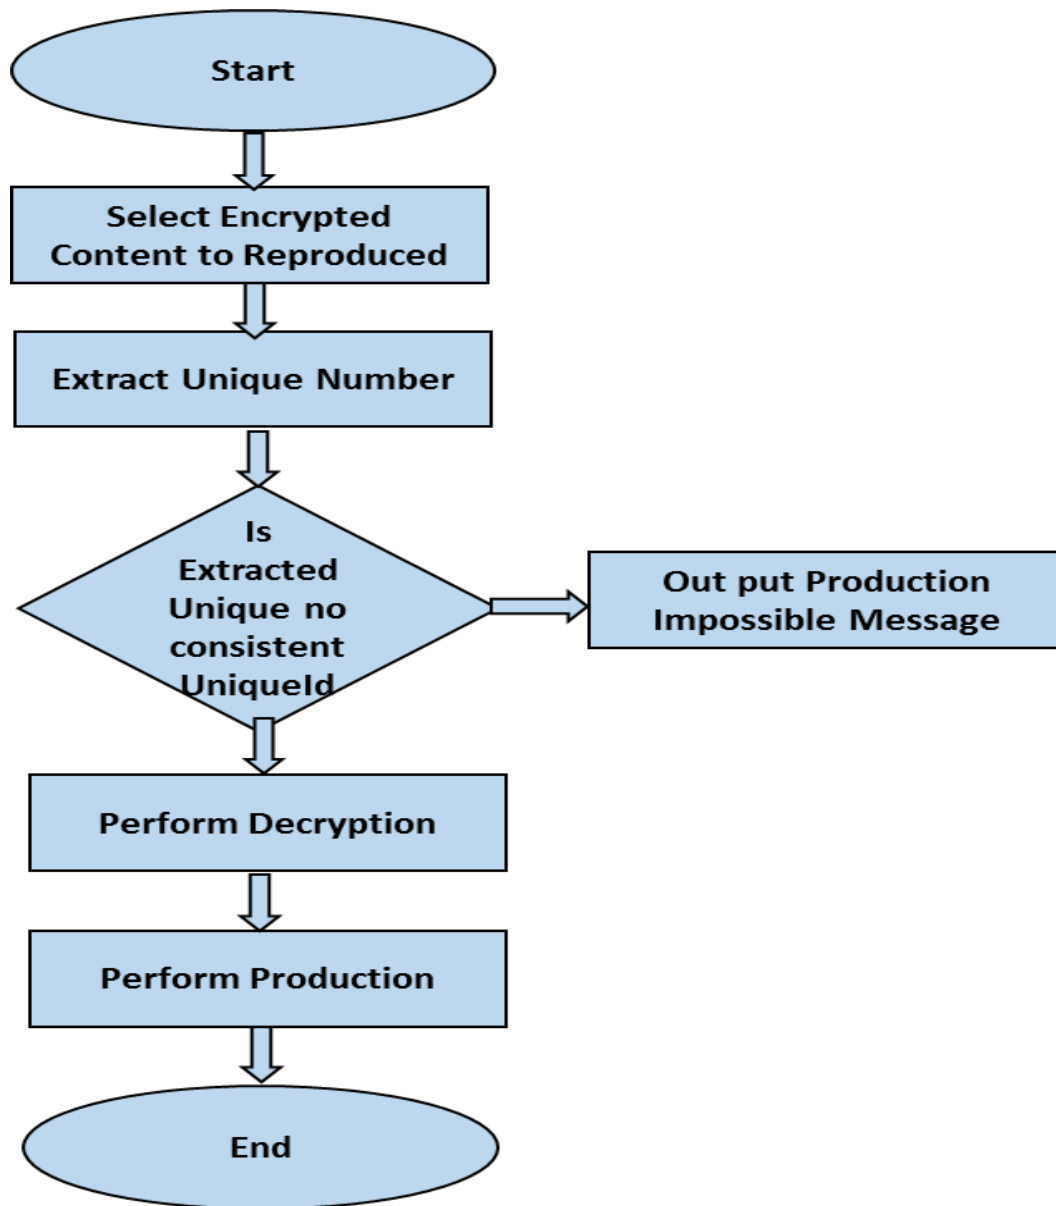 Start
Select Encrypted
Content to Reproduced
Extract Unique Number
Is
Extracted
Unique no
consistent
UniqueId
Out put Production
Impossible Message
Perform Decryption
Perform Production
End